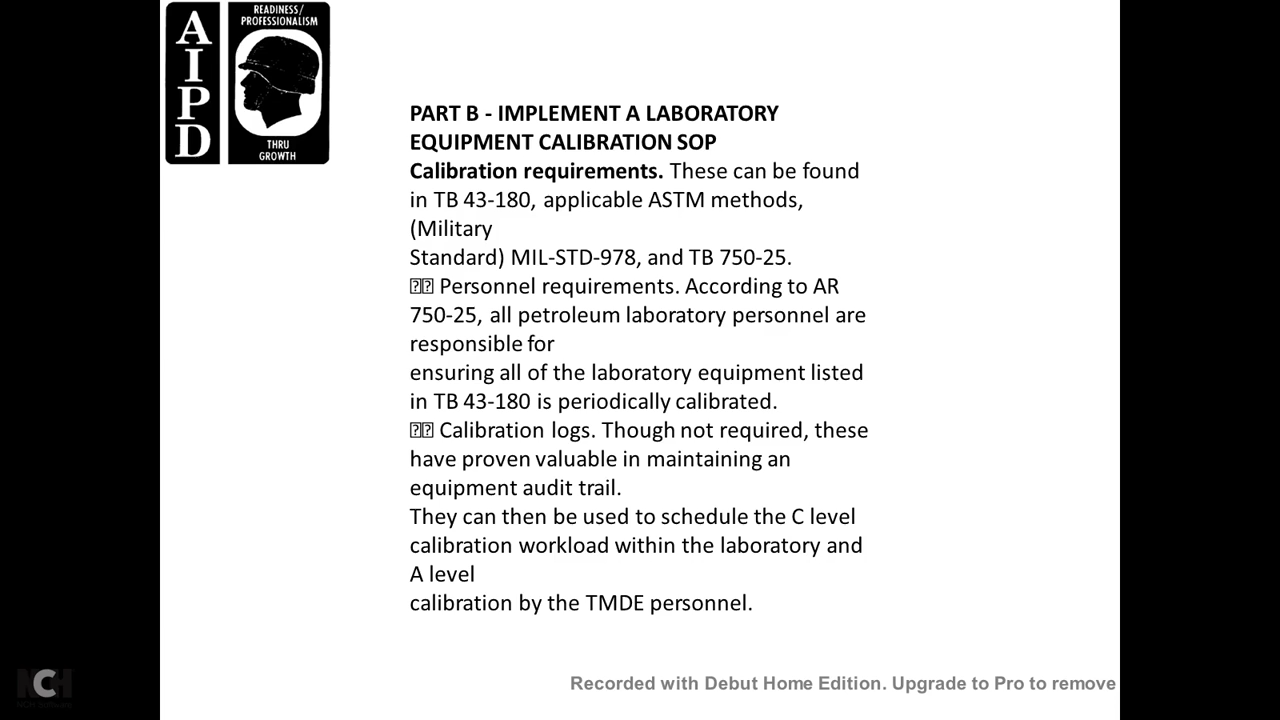 A
I
P
D
READINESS/
PROFESSIONALISM
THRU
GROWTH
PART B - IMPLEMENT A LABORATORY
EQUIPMENT CALIBRATION SOP
Calibration requirements. These can be found
in TB 43-180, applicable ASTM methods,
(Military
Standard) MIL-STD-978, and TB 750-25.
Personnel requirements. According to AR
750-25, all petroleum laboratory personnel are
responsible for
ensuring all of the laboratory equipment listed
in TB 43-180 is periodically calibrated.
Calibration logs. Though not required, these
have proven valuable in maintaining an
equipment audit trail.
They can then be used to schedule the C level
calibration workload within the laboratory and
A level
calibration by the TMDE personnel.
NCH
Recorded with Debut Home Edition. Upgrade to Pro to remove